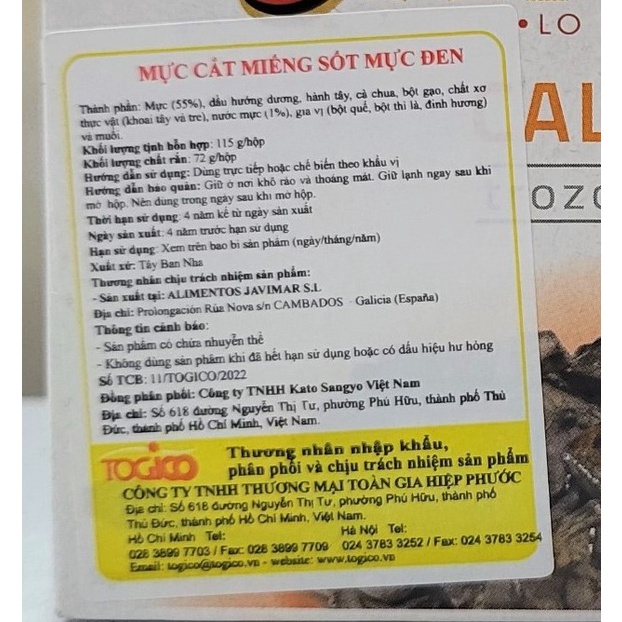 • LO
AL
OZO
MỰC CẮT MIẾNG SỐT MỰC ĐEN
Thành phần: Mực (55%), dầu hướng dương, hành tây, cà chua, bột gạo, chất xơ
thực vật (khoai tây và tre), nước mực (1%), gia vị (bột quế, bột thì là, đinh hương)
và muối.
Khối lượng tịnh hỗn hợp: 115 g/hộp
Khối lượng chất rắn: 72 g/hộp
Hướng dẫn sử dụng: Dùng trực tiếp hoặc chế biến theo khẩu vị
Hướng dẫn bảo quản: Giữ ở nơi khô ráo và thoáng mát. Giữ lạnh ngay sau khi
mở hộp. Nên dùng trong ngày sau khi mở hộp.
Thời hạn sử dụng: 4 năm kể từ ngày sản xuất
Ngày sản xuất: 4 năm trước hạn sử dụng
Hạn sử dụng: Xem trên bao bì sản phẩm (ngày/tháng/năm)
Xuất xứ: Tây Ban Nha
Thương nhân chịu trách nhiệm sản phẩm:
- Sản xuất tại: ALIMENTOS JAVIMAR S.L
Địa chỉ: Prolongación Rúa Nova s/n CAMBADOS - Galicia (España)
Thông tin cảnh báo:
- Sản phẩm có chứa nhuyễn thể
- Không dùng sản phẩm khi đã hết hạn sử dụng hoặc có dấu hiệu hư hỏng
Số TCB: 11/TOGICO/2022
Đồng phân phối: Công ty TNHH Kato Sangyo Việt Nam
Địa chỉ: Số 618 đường Nguyễn Thị Tư, phường Phú Hữu, thành phố Thủ
Đức, thành phố Hồ Chí Minh, Việt Nam.
TOGICO
Thương nhân nhập khẩu,
phân phối và chịu trách nhiệm sản phẩm
CÔNG TY TNHH THƯƠNG MẠI TOÀN GIA HIỆP PHƯỚC
Địa chỉ: Số 618 đường Nguyễn Thị Tư, phường Phú Hữu, thành phố
Thủ Đức, thành phố Hồ Chí Minh, Việt Nam.
Hồ Chí Minh Tel: Hà Nội Tel:
028 3899 7703 / Fax: 028 3899 7709 024 3783 3252 / Fax: 024 3783 3254
Email: togico@togico.vn - website: www.togico.vn